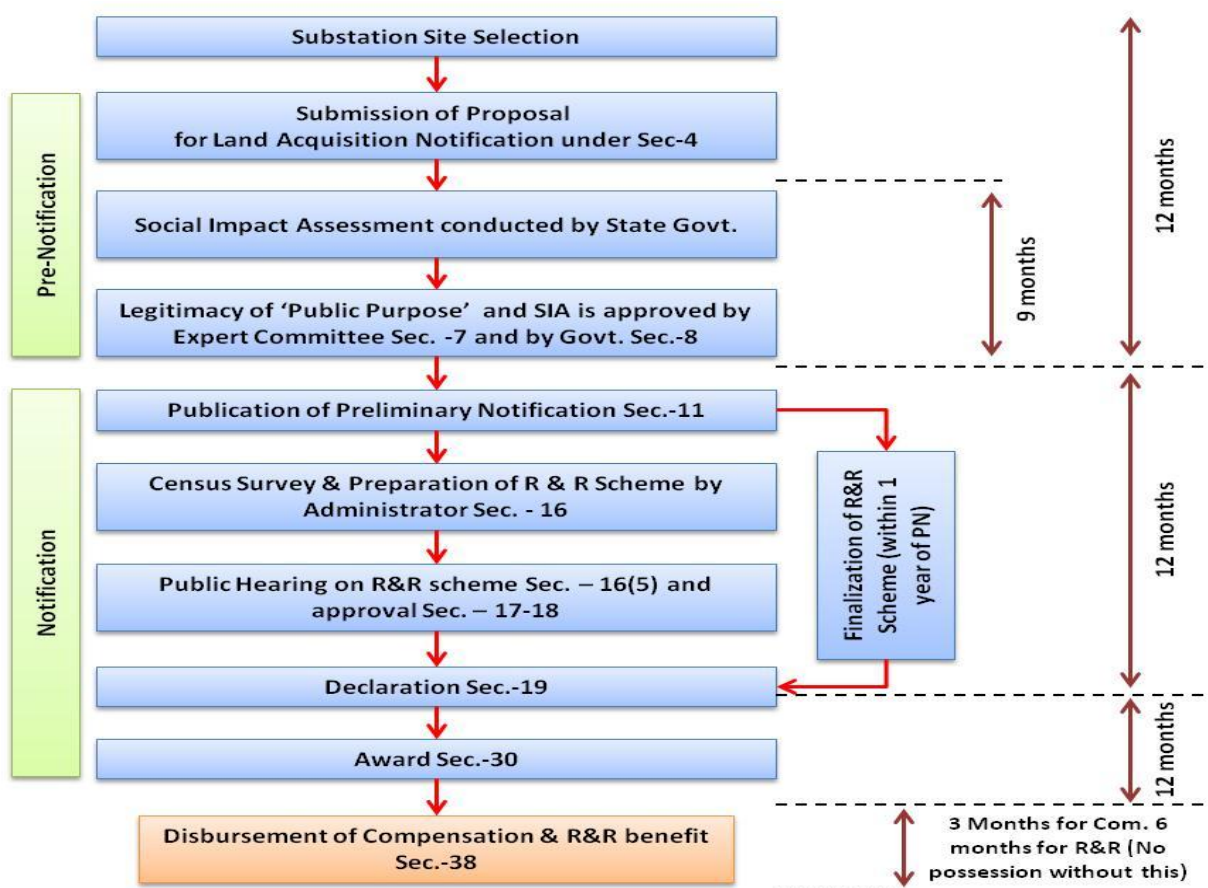 Substation Site Selection
Submission of Proposal
for Land Acquisition Notification under Sec-4
Social Impact Assessment conducted by State Govt.
Legitimacy of ‘Public Purpose’ and SIA is approved by
Expert Committee Sec. -7 and by Govt. Sec.-8
Pre-Notification
9 months
12 months
Publication of Preliminary Notification Sec.-11
Census Survey & Preparation of R & R Scheme by
Administrator Sec. - 16
Public Hearing on R&R scheme Sec. – 16(5) and
approval Sec. – 17-18
Declaration Sec.-19
Award Sec.-30
Notification
Finalization of R&R
Scheme (within 1
year of PN)
12 months
12 months
Disbursement of Compensation & R&R benefit
Sec.-38
3 Months for Com. 6
months for R&R (No
possession without this)